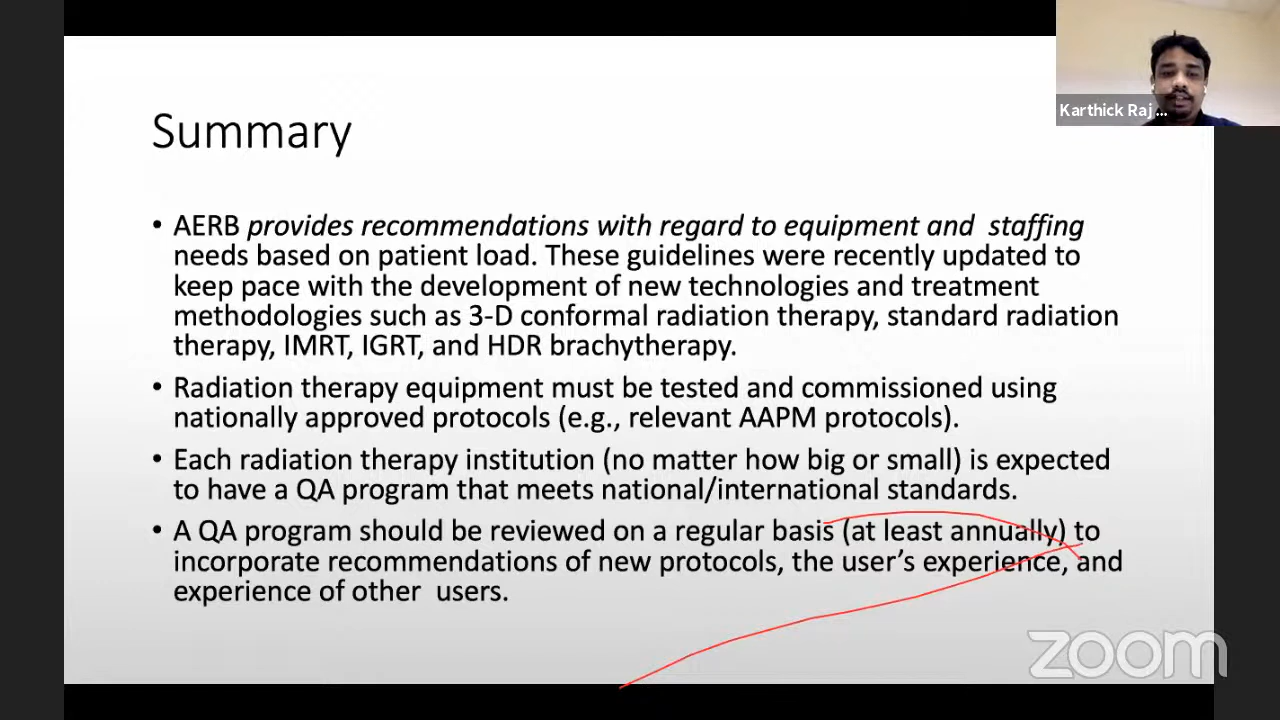 Karthick Raj ...
Summary
• AERB provides recommendations with regard to equipment and  staffing
needs based on patient load. These guidelines were recently updated to
keep pace with the development of new technologies and treatment
methodologies such as 3-D conformal radiation therapy, standard radiation
therapy, IMRT, IGRT, and HDR brachytherapy.
• Radiation therapy equipment must be tested and commissioned using
nationally approved protocols (e.g., relevant AAPM protocols).
• Each radiation therapy institution (no matter how big or small) is expected
to have a QA program that meets national/international standards.
• A QA program should be reviewed on a regular basis (at least annually) to
incorporate recommendations of new protocols, the user’s experience, and
experience of other  users.
zoom